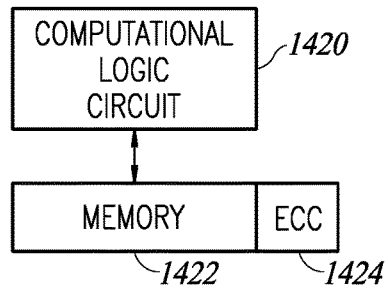 COMPUTATIONAL
LOGIC
CIRCUIT
1420
MEMORY
ECC
1422
1424